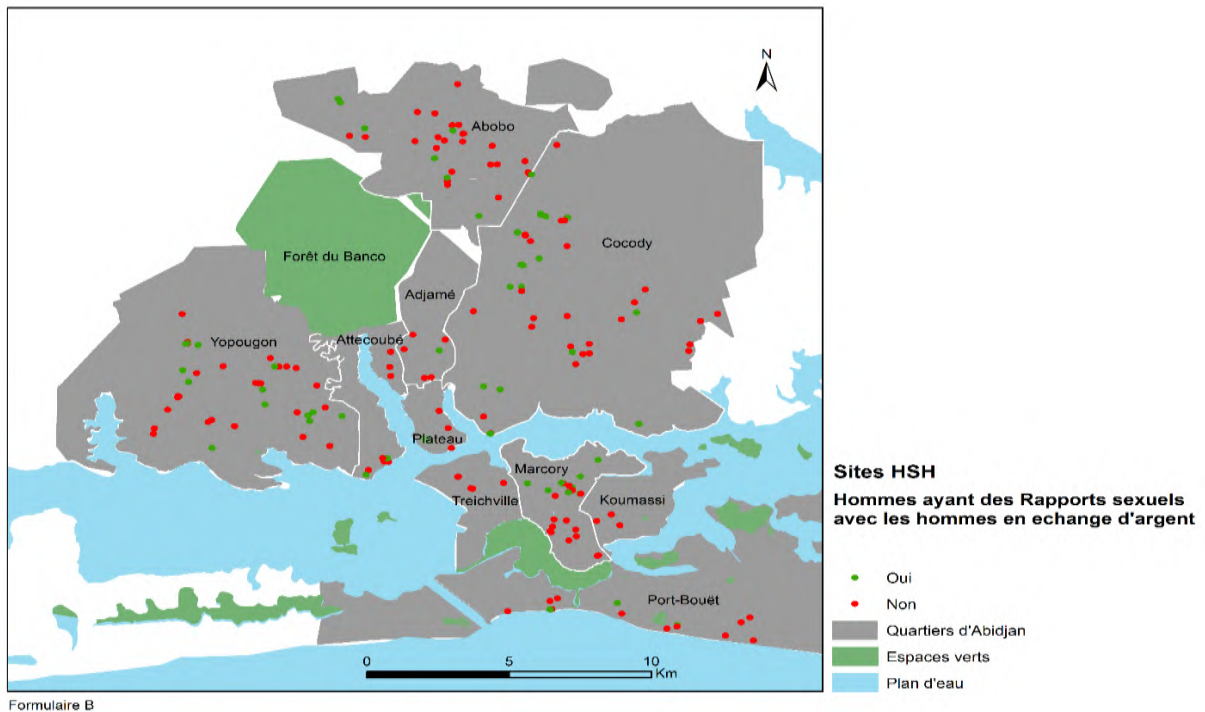 N
Abobo
Cocody
Forêt du Banco
Adjamé
Yopougon
Attecoubé
Plateau
Marcory
Treichville
Koumassi
Port-Bouët
0 5 10
Km
Sites HSH
Hommes ayant des Rapports sexuels
avec les hommes en echange d'argent
Oui
Non
Quartiers d'Abidjan
Espaces verts
Plan d'eau
Formulaire B